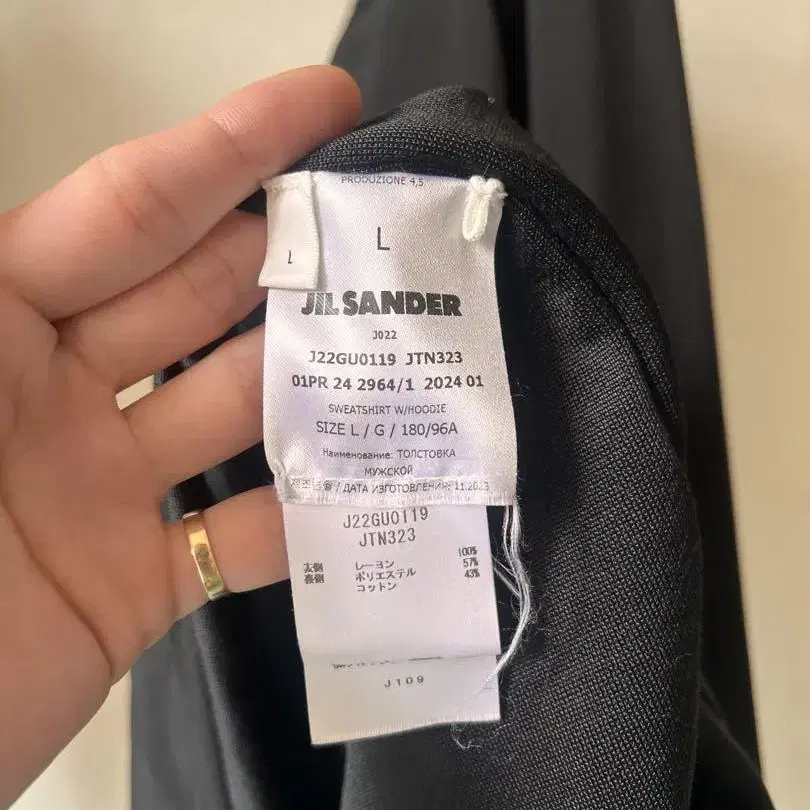 PRODUZIONE 4,5
L
L
JIL SANDER
J022
J22GU0119 JTN323
01PR 24 2964/1 2024 01
SWEATSHIRT W/HOODIE
SIZE L / G / 180/96A
Наименование: ТОЛСТОВКА
МУЖСКОЙ
/ ДАТА ИЗГОТОВЛЕНИЯ: 11.2023
J22GU0119
JTN323
100%
表側 レーヨン 57%
裏側 ポリエステル 43%
コットン
J109